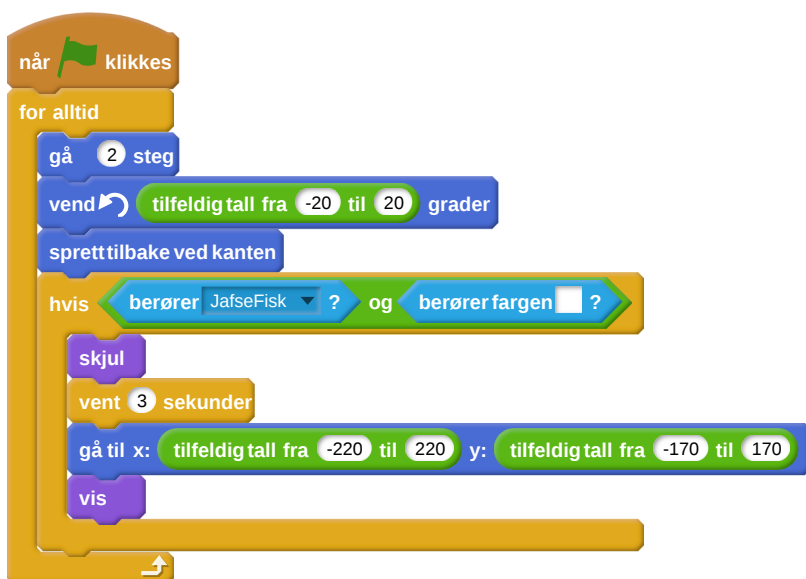 når klikkes
for alltid
gå 2 steg
vend tilfeldig tall fra -20 til 20 grader
sprett tilbake ved kanten
hvis berører JafseFisk ? og berører fargen ?
skjul
vent 3 sekunder
gå til x: tilfeldig tall fra -220 til 220 y: tilfeldig tall fra -170 til 170
vis